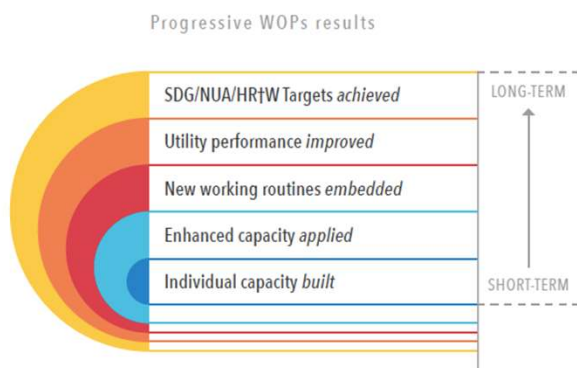 Progressive WOPs results
SDG/NUA/HR†W Targets achieved
LONG-TERM
Utility performance improved
New working routines embedded
Enhanced capacity applied
Individual capacity built
SHORT-TERM